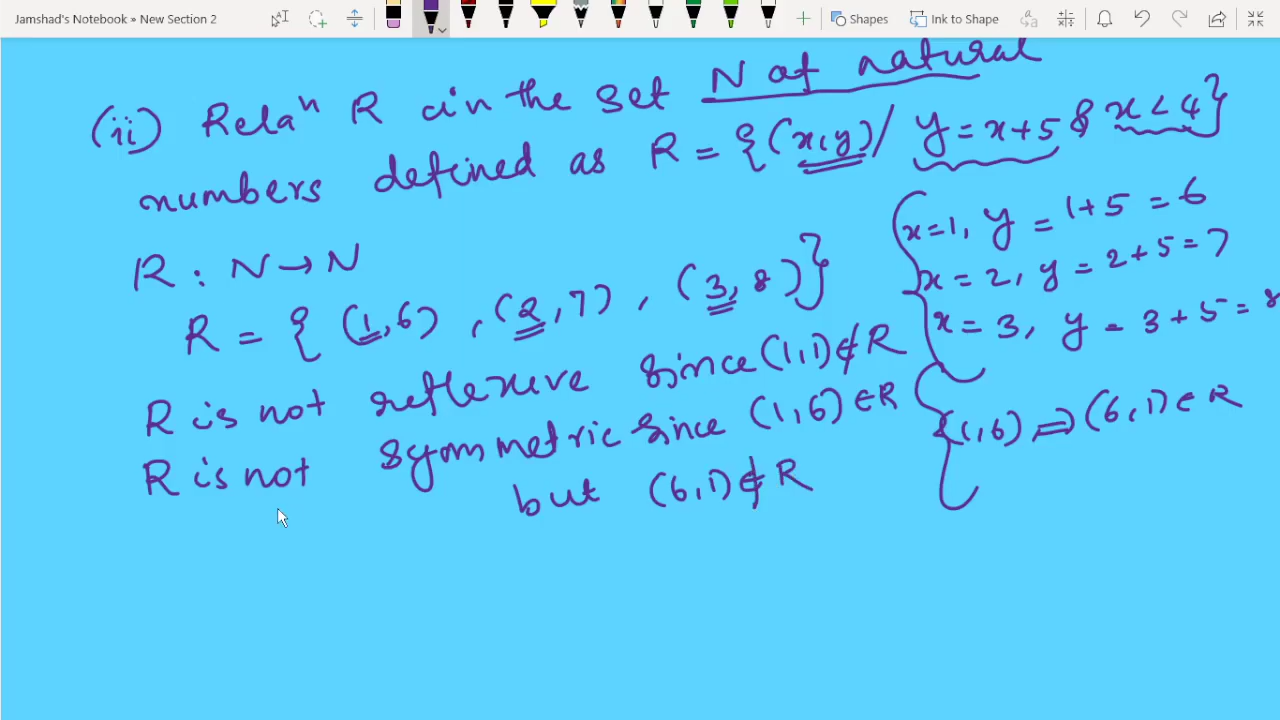 Jamshad's Notebook » New Section 2
Shapes
Ink to Shape
(ii) Relaⁿ R in the set N of natural
numbers defined as R = {(x,y)/ y = x+5 & x < 4}
R : N → N
R = { (1,6) , (2,7) , (3,8)}
x=1, y = 1+5 = 6
x = 2, y = 2+5 = 7
x = 3, y = 3+5 = 8
R is not reflexive since (1,1) ∉ R
R is not symmetric since (1,6) ∈ R
but (6,1) ∉ R
(1,6) ⇒ (6,1) ∈ R